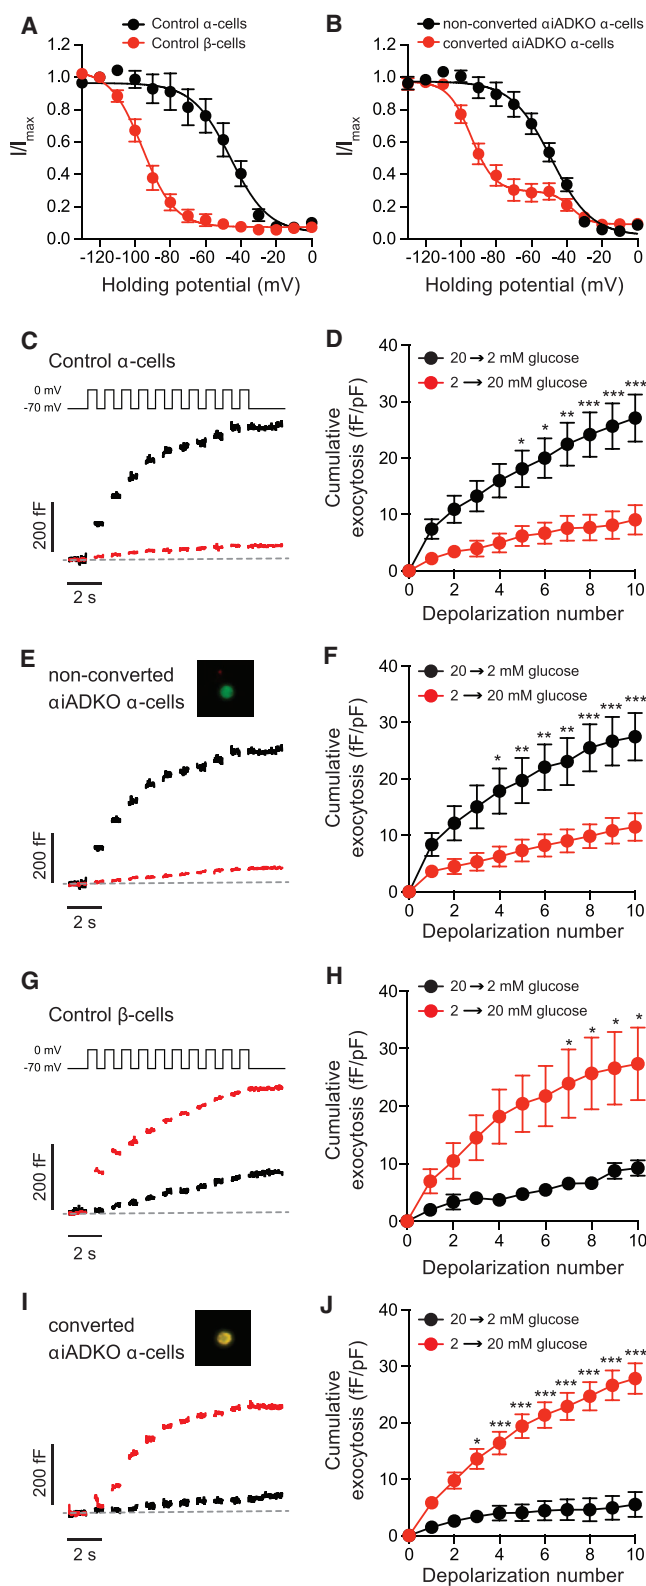 A
Control α-cells
Control β-cells
1.2
1.0
0.8
0.6
0.4
0.2
0.0
I/Imax
-120 -100 -80 -60 -40 -20 0
Holding potential (mV)
B
non-converted αiADKO α-cells
converted αiADKO α-cells
1.2
1.0
0.8
0.6
0.4
0.2
0.0
I/Imax
-120 -100 -80 -60 -40 -20 0
Holding potential (mV)
C
Control α-cells
0 mV
-70 mV
200 fF
2 s
D
40
30
20
10
0
Cumulative
exocytosis (fF/pF)
20 → 2 mM glucose
2 → 20 mM glucose
* * ** *** *** ***
0 2 4 6 8 10
Depolarization number
E
non-converted
αiADKO α-cells
200 fF
2 s
F
40
30
20
10
0
Cumulative
exocytosis (fF/pF)
20 → 2 mM glucose
2 → 20 mM glucose
* ** ** ** *** *** ***
0 2 4 6 8 10
Depolarization number
G
Control β-cells
0 mV
-70 mV
200 fF
2 s
H
40
30
20
10
0
Cumulative
exocytosis (fF/pF)
20 → 2 mM glucose
2 → 20 mM glucose
* * * *
0 2 4 6 8 10
Depolarization number
I
converted
αiADKO α-cells
200 fF
2 s
J
40
30
20
10
0
Cumulative
exocytosis (fF/pF)
20 → 2 mM glucose
2 → 20 mM glucose
* *** *** *** *** *** *** ***
0 2 4 6 8 10
Depolarization number